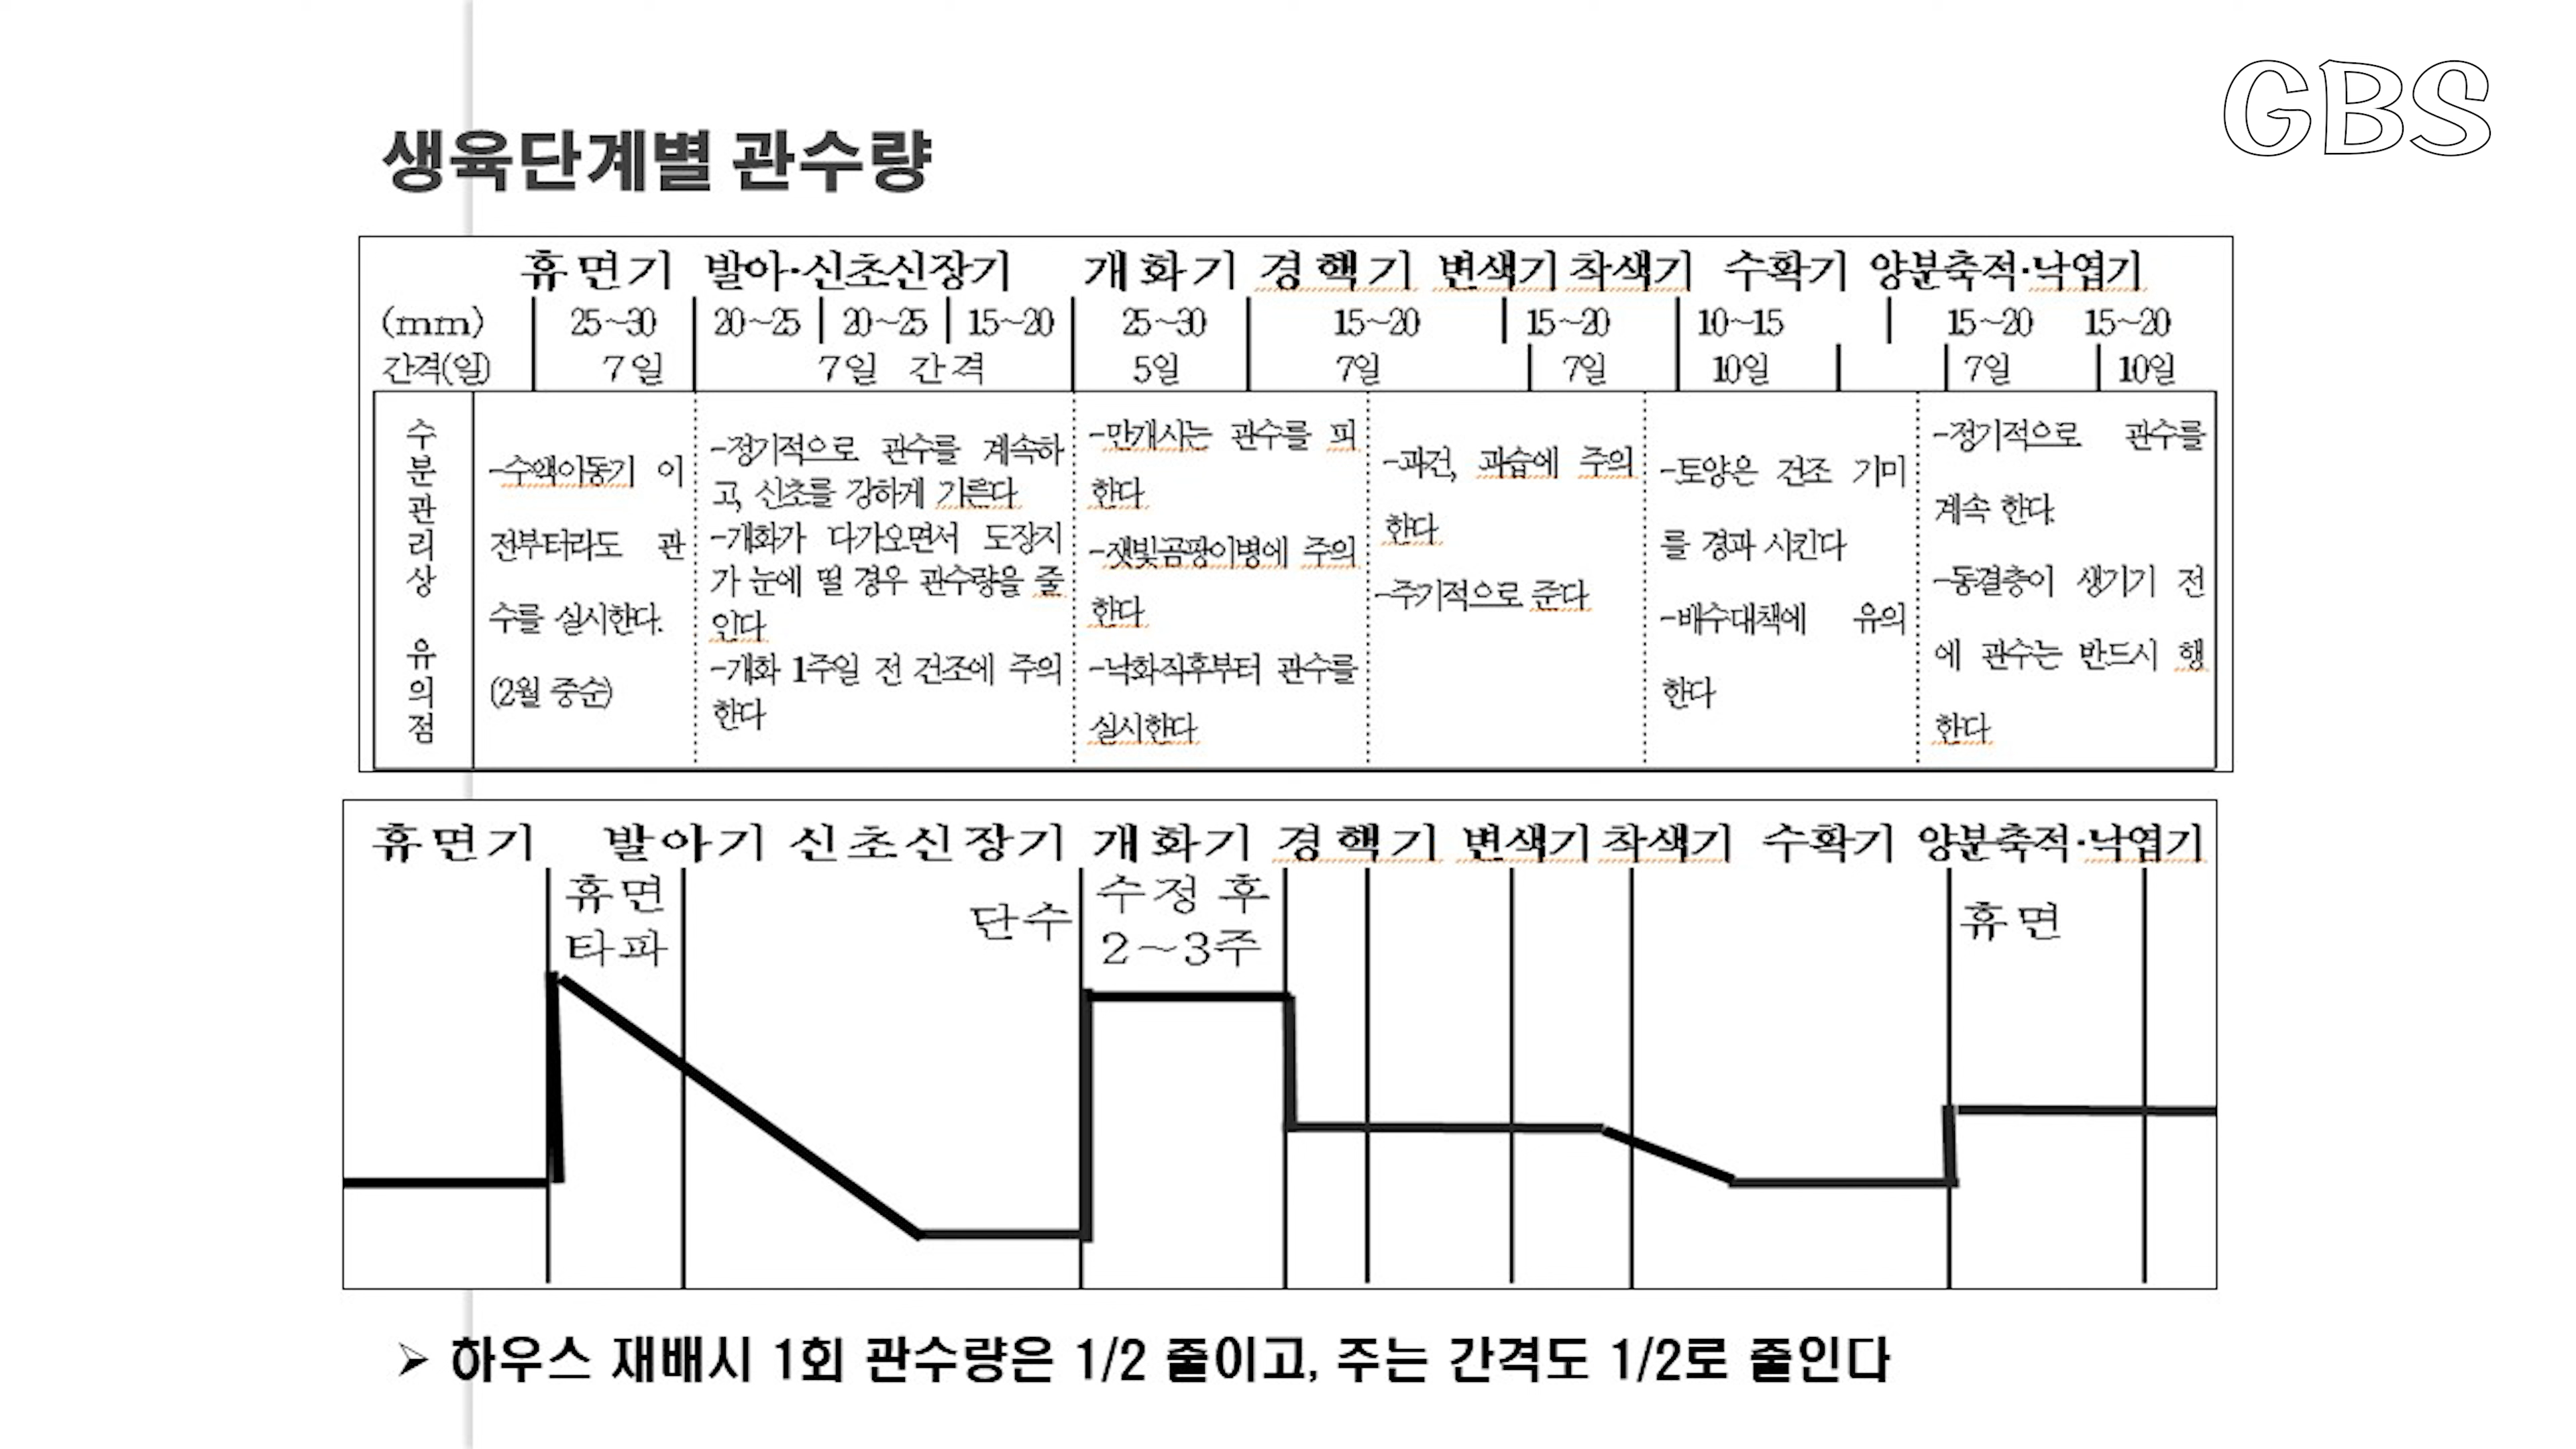 GBS
생육단계별 관수량
휴면기 발아·신초신장기 개화기 경핵기 변색기 착색기 수확기 양분축적·낙엽기
(mm) 25~30 20~25 20~25 15~20 25~30 15~20 15~20 10~15 15~20 15~20
간격(일) 7일 7일 간격 5일 7일 7일 10일 7일 10일
수분관리상 유의점
-수액이동기 이
전부터라도 관
수를 실시한다.
(2월 중순)
-정기적으로 관수를 계속하
고, 신초를 강하게 기른다
-개화가 다가오면서 도장지
가 눈에 띌 경우 관수량을 줄
인다
-개화 1주일 전 건조에 주의
한다
-만개시는 관수를 피
한다
-잿빛곰팡이병에 주의
한다
-낙화직후부터 관수를
실시한다
-과건, 과습에 주의
한다
-주기적으로 준다
-토양은 건조 기미
를 경과 시킨다
-배수대책에 유의
한다
-정기적으로 관수를
계속 한다.
-동결층이 생기기 전
에 관수는 반드시 행
한다
휴면기 발아기 신초신장기 개화기 경핵기 변색기 착색기 수확기 양분축적·낙엽기
휴면
타파
단수
수정 후
2~3주
휴면
➢ 하우스 재배시 1회 관수량은 1/2 줄이고, 주는 간격도 1/2로 줄인다